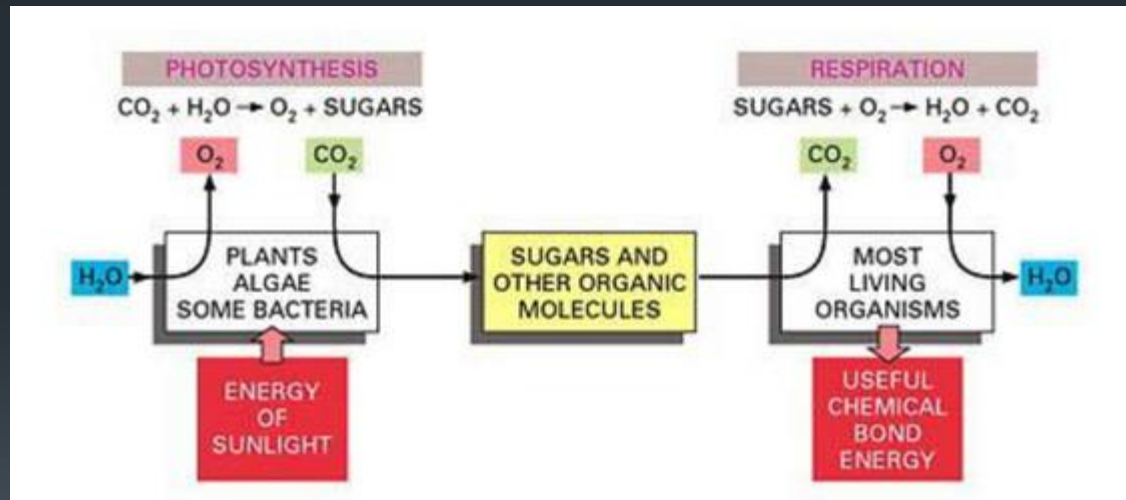 PHOTOSYNTHESIS
CO₂ + H₂O → O₂ + SUGARS
O₂
CO₂
H₂O
PLANTS
ALGAE
SOME BACTERIA
ENERGY
OF
SUNLIGHT
SUGARS AND
OTHER ORGANIC
MOLECULES
RESPIRATION
SUGARS + O₂ → H₂O + CO₂
CO₂
O₂
MOST
LIVING
ORGANISMS
H₂O
USEFUL
CHEMICAL
BOND
ENERGY